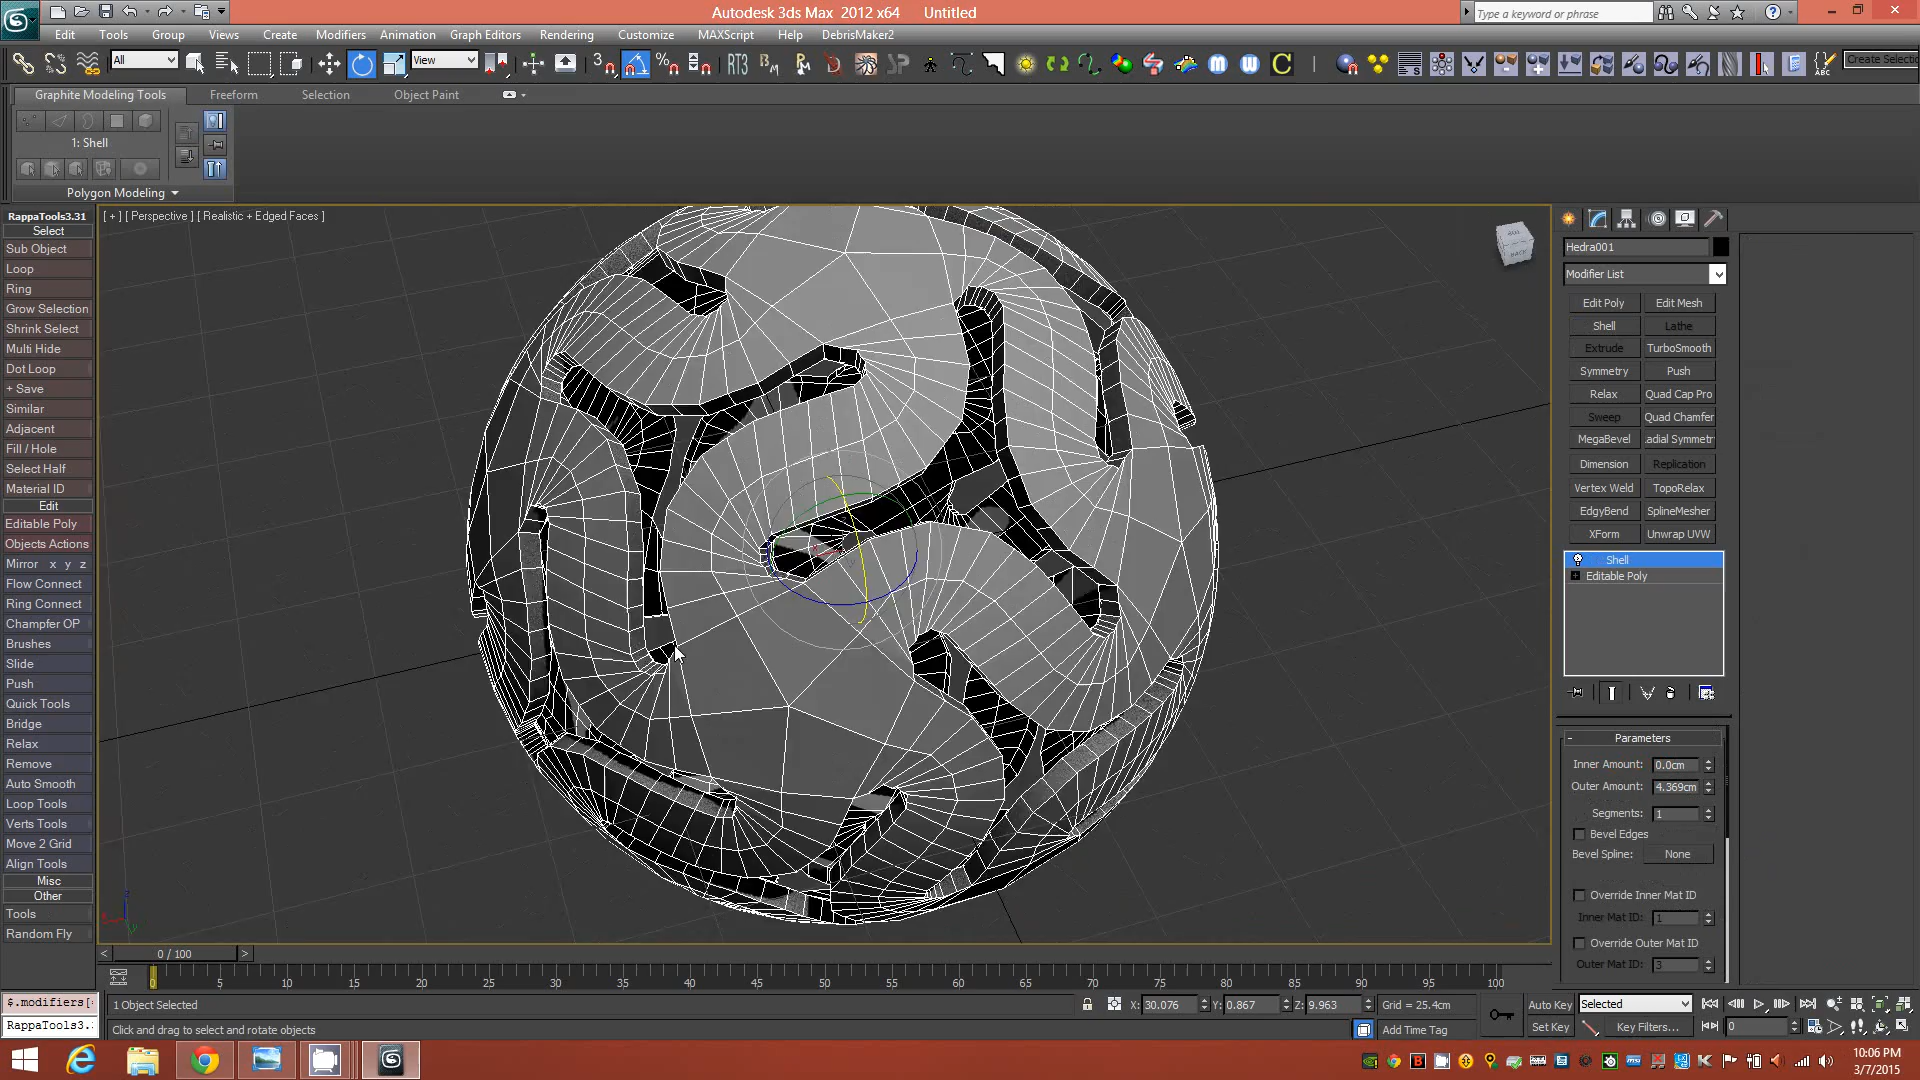 Autodesk 3ds Max 2012 x64 Untitled
Type a keyword or phrase
Edit Tools Group Views Create Modifiers Animation Graph Editors Rendering Customize MAXScript Help DebrisMaker2
All
View
Create Selectio
Graphite Modeling Tools Freeform Selection Object Paint
1: Shell
Polygon Modeling
RappaTools3.31
Select
Sub Object
Loop
Ring
Grow Selection
Shrink Select
Multi Hide
Dot Loop
+ Save
Similar
Adjacent
Fill / Hole
Select Half
Material ID
Edit
Editable Poly
Objects Actions
Mirror x y z
Flow Connect
Ring Connect
Champfer OP
Brushes
Slide
Push
Quick Tools
Bridge
Relax
Remove
Auto Smooth
Loop Tools
Verts Tools
Move 2 Grid
Align Tools
Misc
Other
Tools
Random Fly
[ + ] [ Perspective ] [ Realistic + Edged Faces ]
Hedra001
Modifier List
Edit Poly Edit Mesh
Shell Lathe
Extrude TurboSmooth
Symmetry Push
Relax Quad Cap Pro
Sweep Quad Chamfer
MegaBevel adial Symmetr
Dimension Replication
Vertex Weld TopoRelax
EdgyBend SplineMesher
XForm Unwrap UVW
Shell
Editable Poly
- Parameters
Inner Amount: 0.0cm
Outer Amount: 4.369cm
Segments: 1
Bevel Edges
Bevel Spline: None
Override Inner Mat ID
Inner Mat ID: 1
Override Outer Mat ID
Outer Mat ID: 3
< 0 / 100 >
0 5 10 15 20 25 30 35 40 45 50 55 60 65 70 75 80 85 90 95 100
$.modifiers[
RappaTools3.
1 Object Selected
X: 30.076 Y: 0.867 Z: 9.963 Grid = 25.4cm
Auto Key Selected
Click and drag to select and rotate objects
Add Time Tag
Set Key Key Filters... 0
10:06 PM
3/7/2015